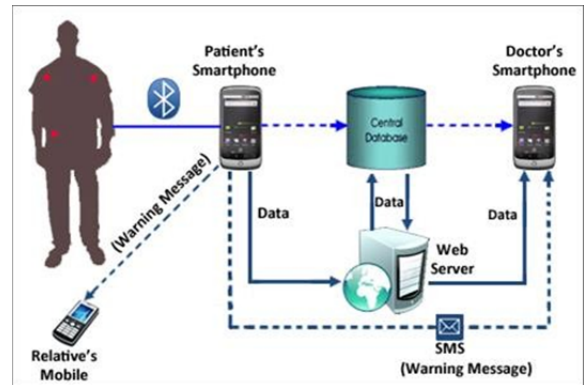 Patient's
Smartphone
Doctor's
Smartphone
Central
Database
(Warning Message)
Data
Data
Data
Web
Server
Relative's
Mobile
SMS
(Warning Message)